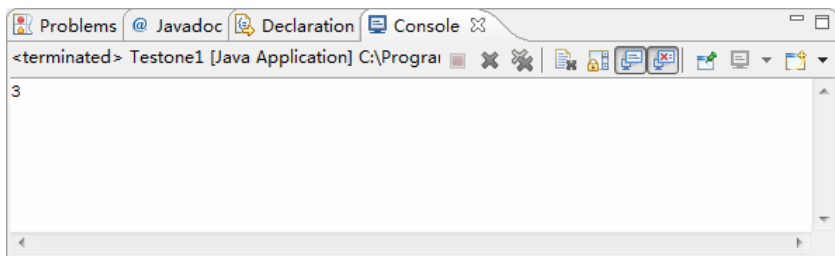 Problems @ Javadoc Declaration Console
<terminated> Testone1 [Java Application] C:\Prograi
3